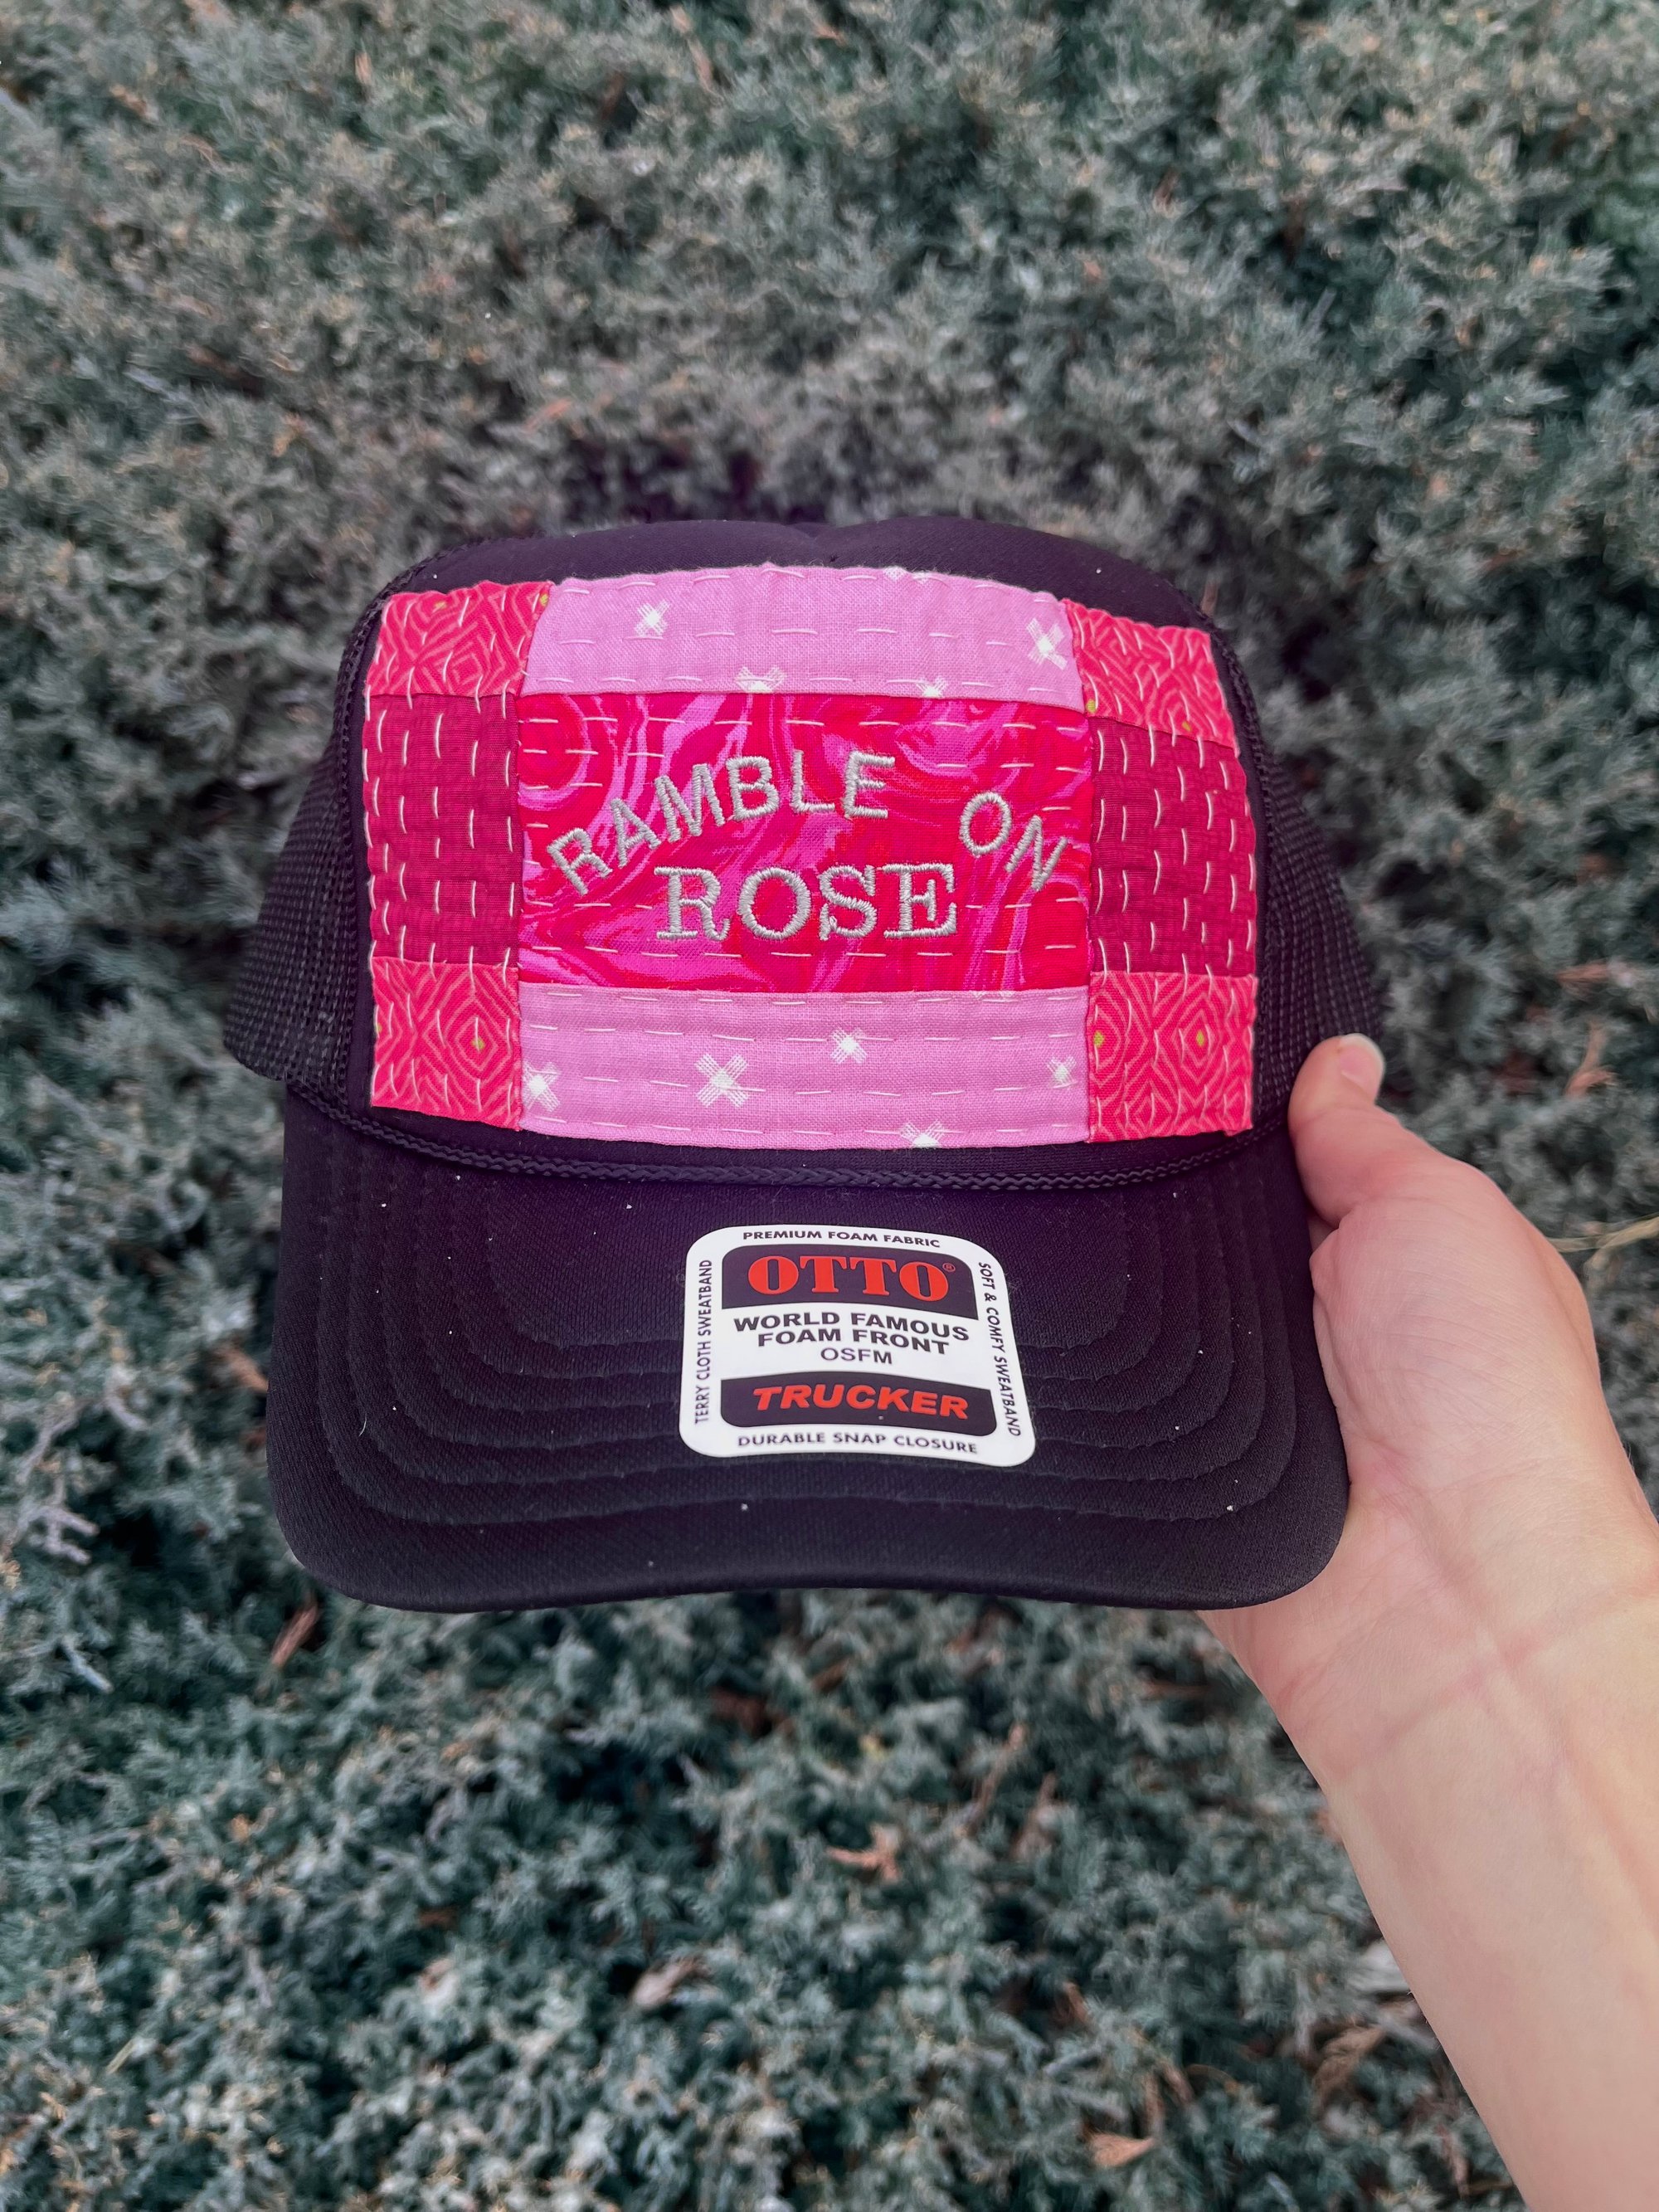 RAMBLE ON
ROSE
PREMIUM FOAM FABRIC
OTTO®
WORLD FAMOUS
FOAM FRONT
OSFM
TRUCKER
DURABLE SNAP CLOSURE
TERRY CLOTH SWEATBAND
SOFT & COMFY SWEATBAND